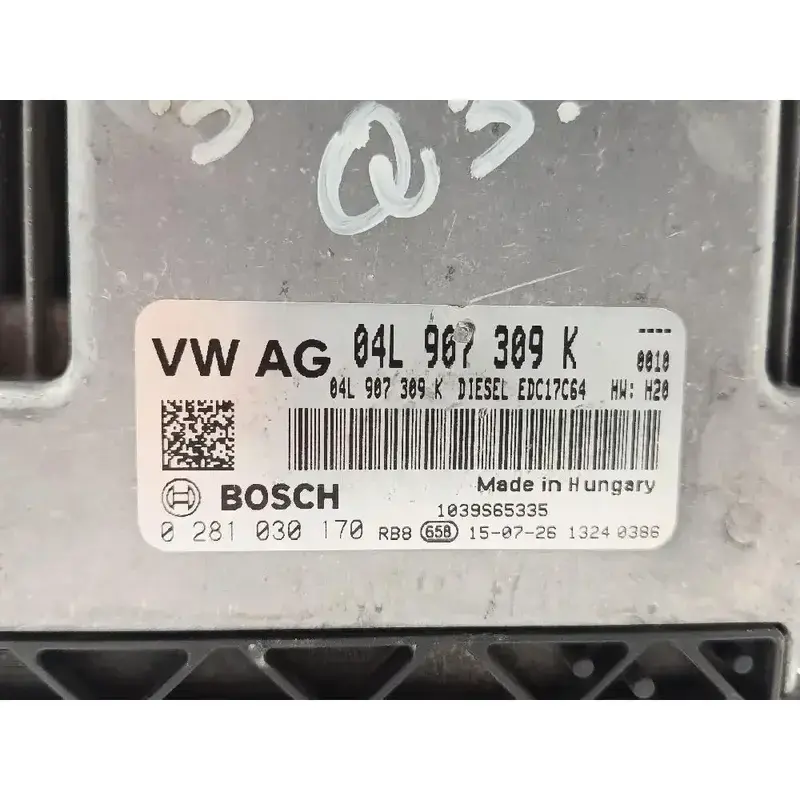 Q 3.
VW AG 04L 907 309 K ----
0010
04L 907 309 K DIESEL EDC17C64 HW: H20
Made in Hungary
BOSCH 1039S65335
0 281 030 170 RB8 658 15-07-26 1324 0386